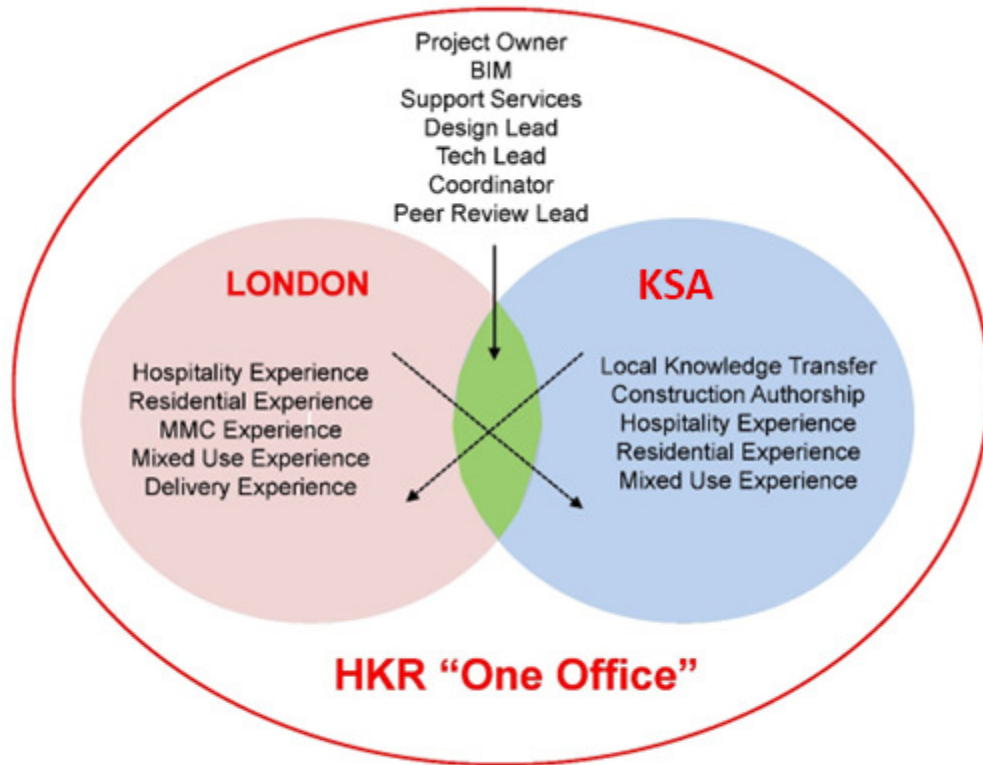 Project Owner
BIM
Support Services
Design Lead
Tech Lead
Coordinator
Peer Review Lead
LONDON
Hospitality Experience
Residential Experience
MMC Experience
Mixed Use Experience
Delivery Experience
KSA
Local Knowledge Transfer
Construction Authorship
Hospitality Experience
Residential Experience
Mixed Use Experience
HKR “One Office”